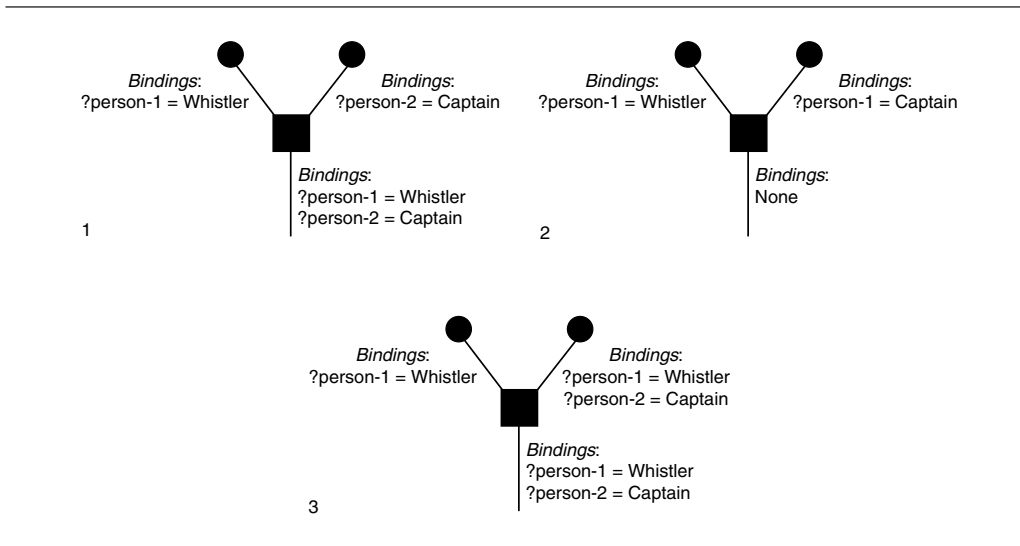 Bindings:
?person-1 = Whistler
Bindings:
?person-2 = Captain
Bindings:
?person-1 = Whistler
?person-2 = Captain
1
Bindings:
?person-1 = Whistler
Bindings:
?person-1 = Captain
Bindings:
None
2
Bindings:
?person-1 = Whistler
Bindings:
?person-1 = Whistler
?person-2 = Captain
Bindings:
?person-1 = Whistler
?person-2 = Captain
3